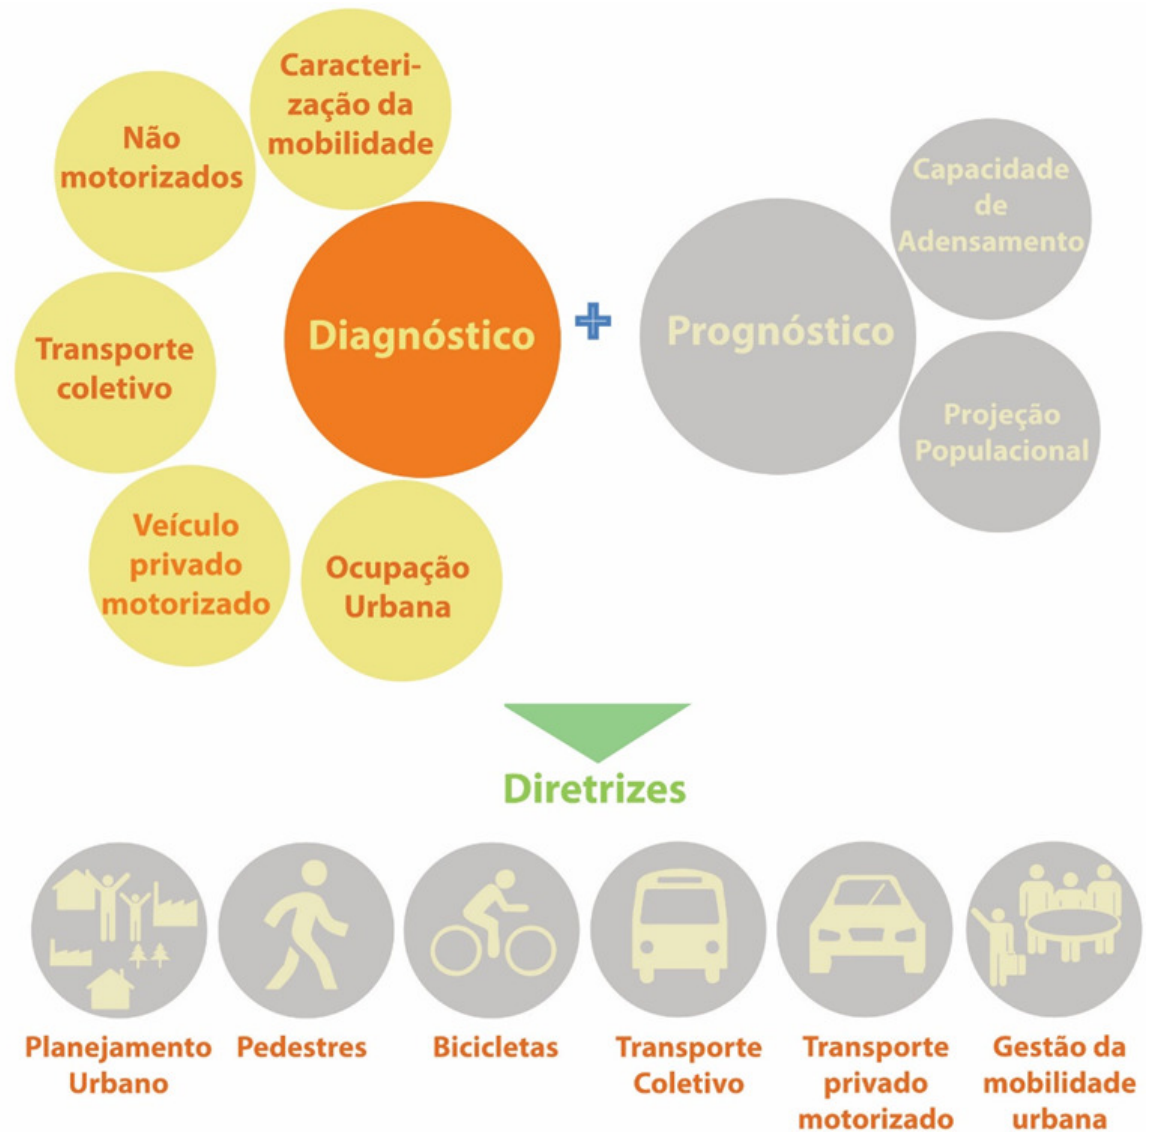 Caracteri-
zação da
mobilidade
Não
motorizados
Transporte
coletivo
Veículo
privado
motorizado
Ocupação
Urbana
Diagnóstico
+
Prognóstico
Capacidade
de
Adensamento
Projeção
Populacional
Diretrizes
Planejamento
Urbano
Pedestres
Bicicletas
Transporte
Coletivo
Transporte
privado
motorizado
Gestão da
mobilidade
urbana